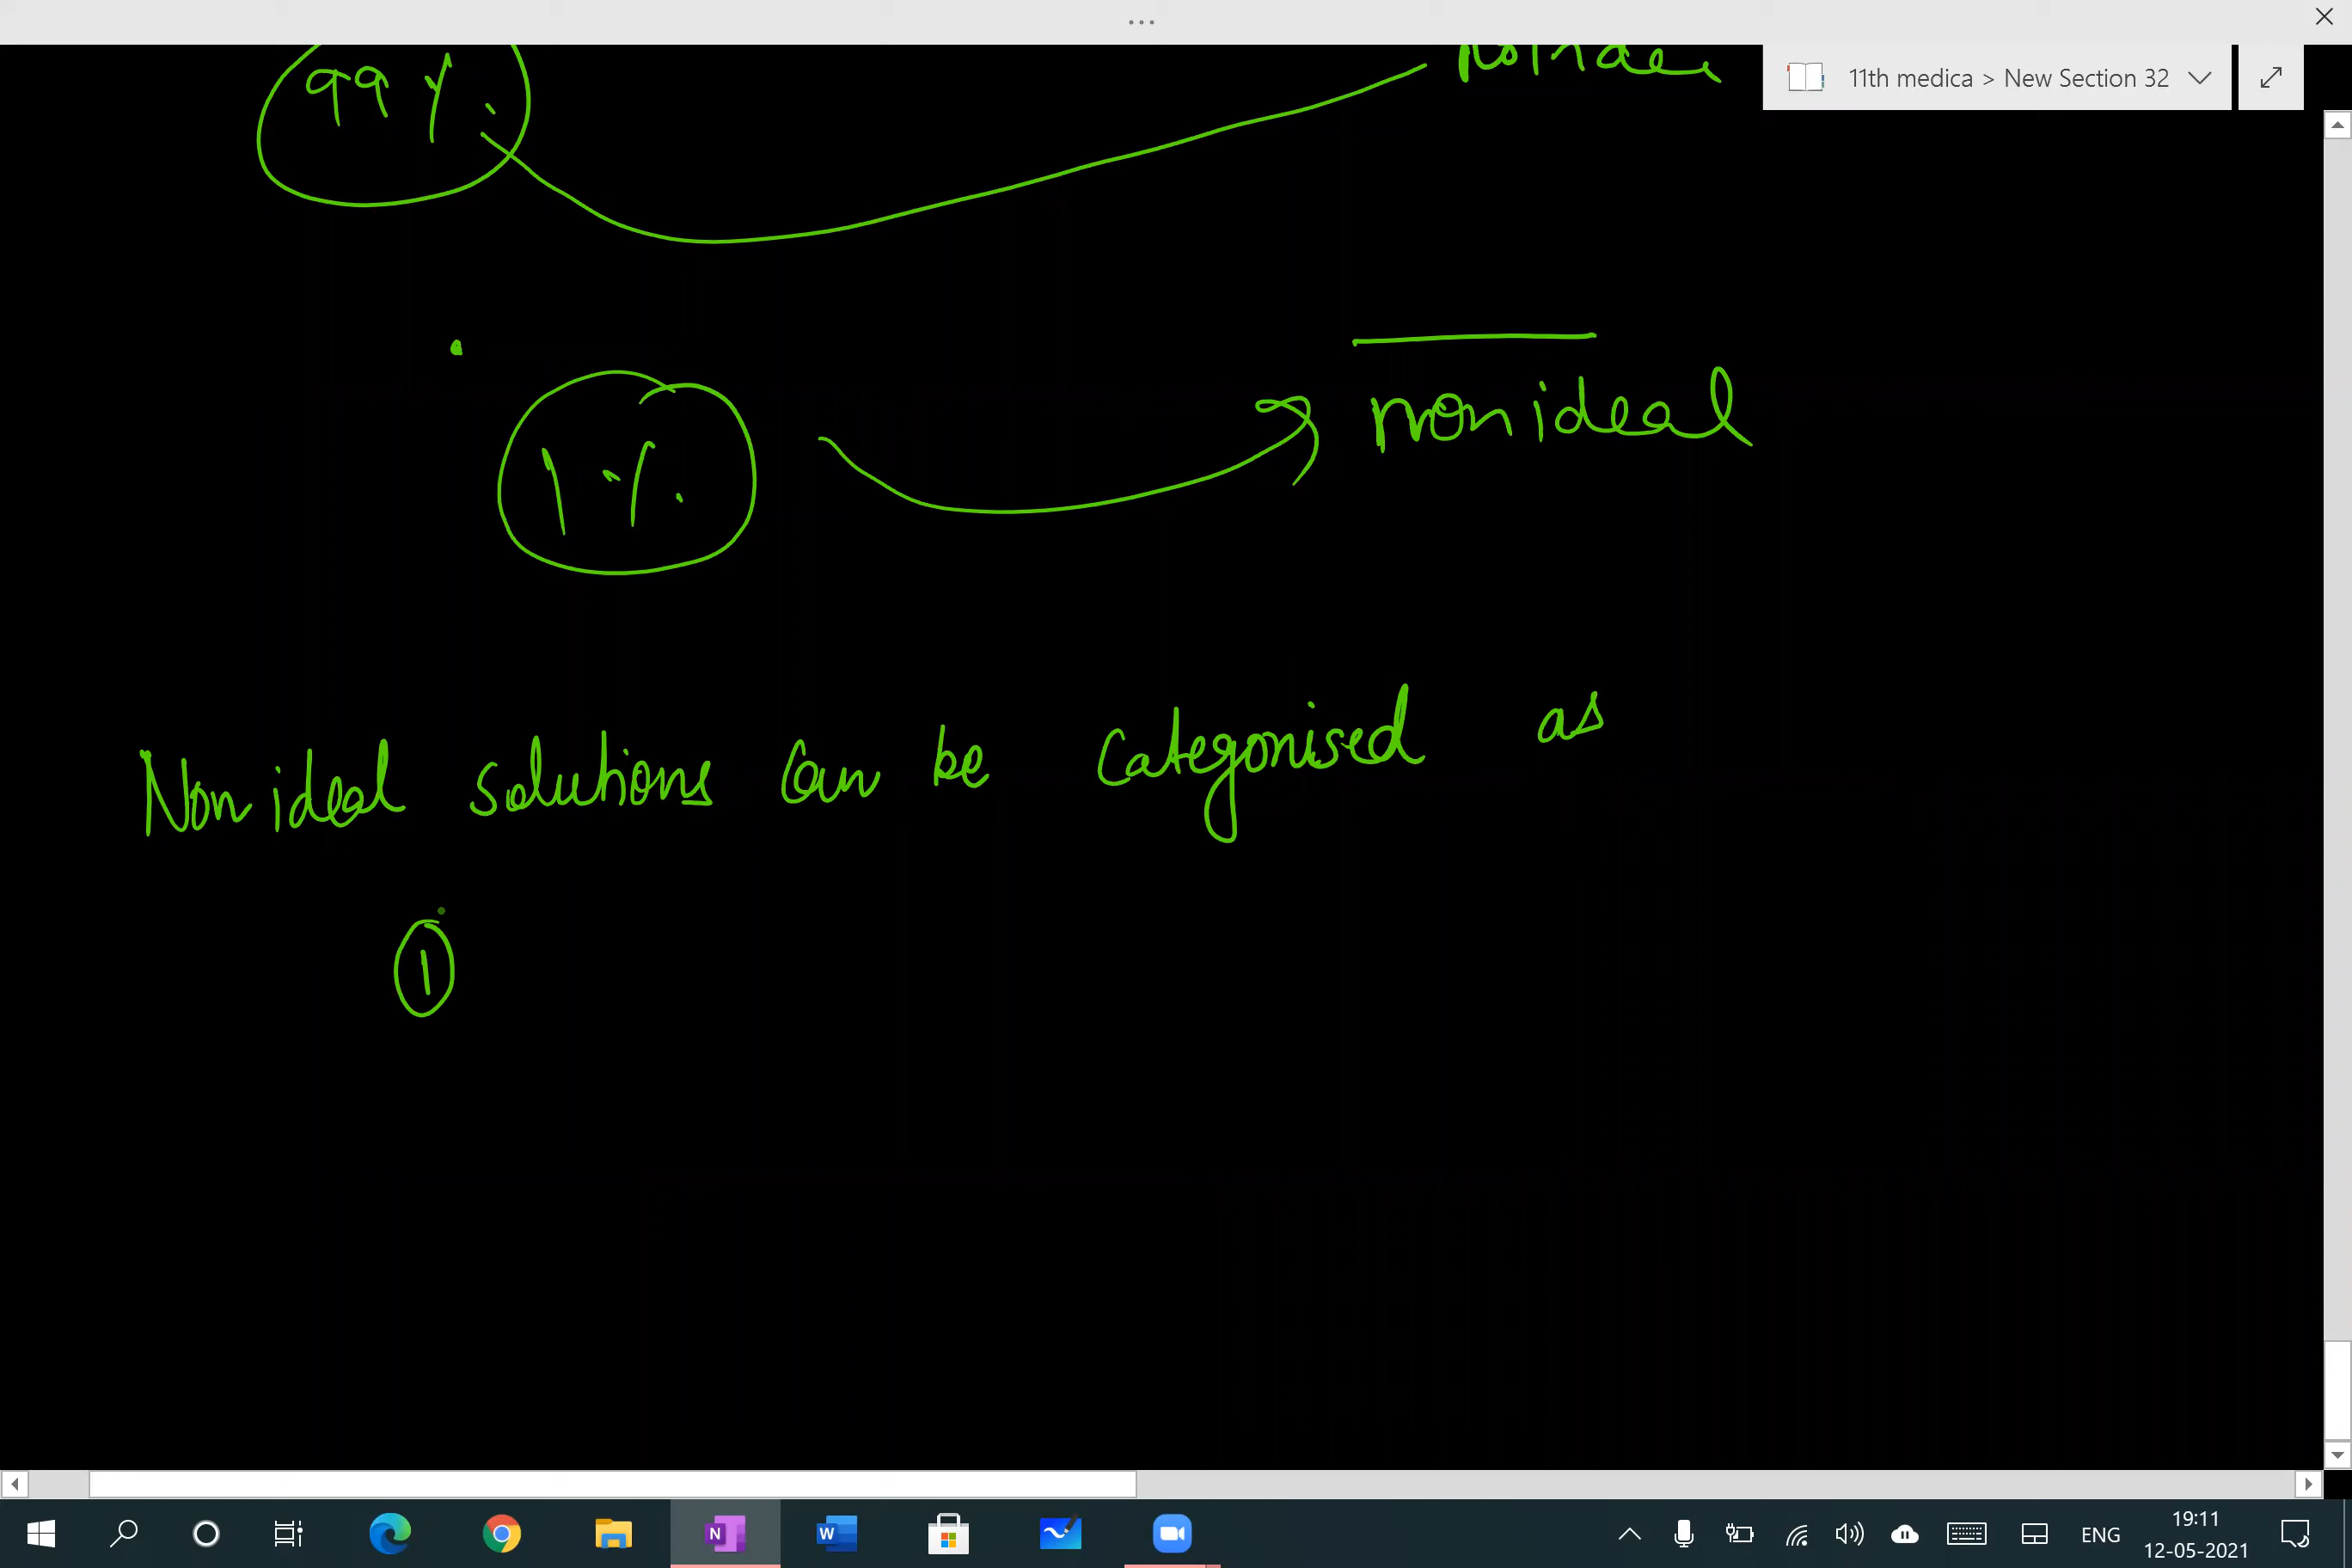 99%
11th medica > New Section 32
1%
non ideal
Non ideal solutions can be categorised as
1
ENG
19:11
12-05-2021